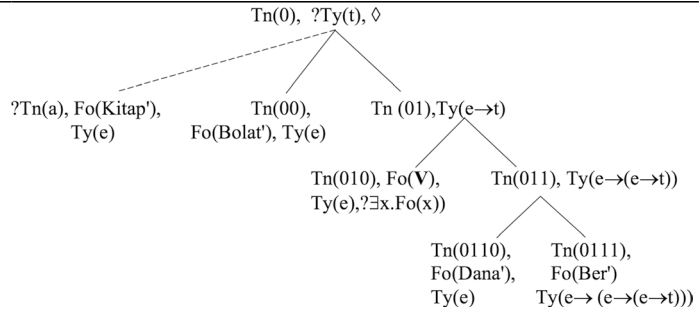 Tn(0), ?Ty(t), ◊
?Tn(a), Fo(Kitap'), Tn(00), Tn (01),Ty(e→t)
Ty(e) Fo(Bolat'), Ty(e)
Tn(010), Fo(V), Tn(011), Ty(e→(e→t))
Ty(e),?∃x.Fo(x))
Tn(0110), Tn(0111),
Fo(Dana'), Fo(Ber')
Ty(e) Ty(e→ (e→(e→t)))